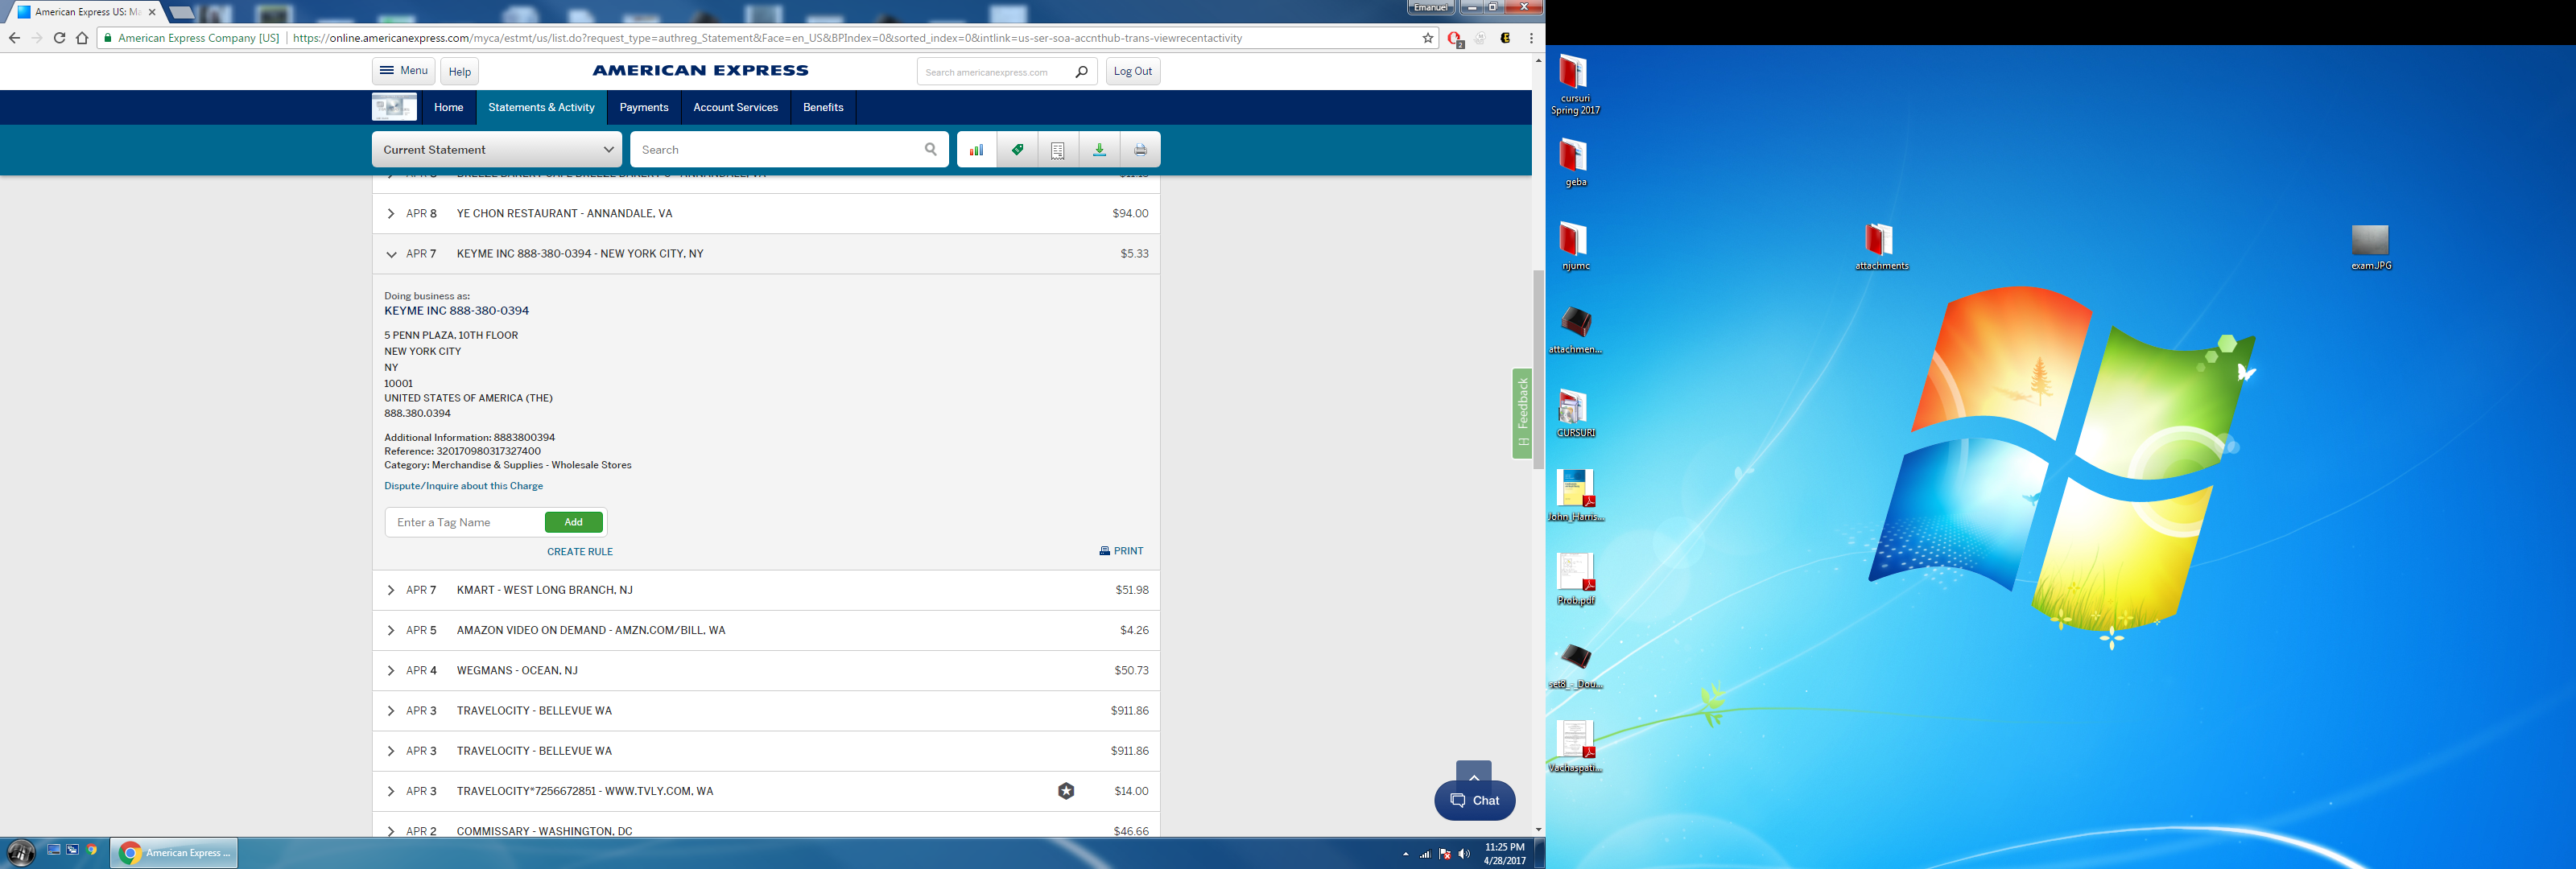 American Express US: Ma
Emanuel
American Express Company [US]
https://online.americanexpress.com/myca/estmt/us/list.do?request_type=authreg_Statement&Face=en_US&BPIndex=0&sorted_index=0&intlink=us-ser-soa-accnthub-trans-viewrecentactivity
2
Menu
Help
AMERICAN EXPRESS
Search americanexpress.com
Log Out
Home
Statements & Activity
Payments
Account Services
Benefits
Current Statement
Search
APR 8 YE CHON RESTAURANT - ANNANDALE, VA $94.00
APR 7 KEYME INC 888-380-0394 - NEW YORK CITY, NY $5.33
Doing business as:
KEYME INC 888-380-0394
5 PENN PLAZA, 10TH FLOOR
NEW YORK CITY
NY
10001
UNITED STATES OF AMERICA (THE)
888.380.0394
Additional Information: 8883800394
Reference: 320170980317327400
Category: Merchandise & Supplies - Wholesale Stores
Dispute/Inquire about this Charge
Enter a Tag Name
Add
CREATE RULE
PRINT
APR 7 KMART - WEST LONG BRANCH, NJ $51.98
APR 5 AMAZON VIDEO ON DEMAND - AMZN.COM/BILL, WA $4.26
APR 4 WEGMANS - OCEAN, NJ $50.73
APR 3 TRAVELOCITY - BELLEVUE WA $911.86
APR 3 TRAVELOCITY - BELLEVUE WA $911.86
APR 3 TRAVELOCITY*7256672851 - WWW.TVLY.COM, WA $14.00
APR 2 COMMISSARY - WASHINGTON, DC $46.66
[-] Feedback
Chat
American Express ...
11:25 PM
4/28/2017
cursuri
Spring 2017
geba
njumc
attachmen...
CURSURI
John_Harris...
Prob.pdf
set8_-_Dou...
Vachaspati...
attachments
exam.JPG